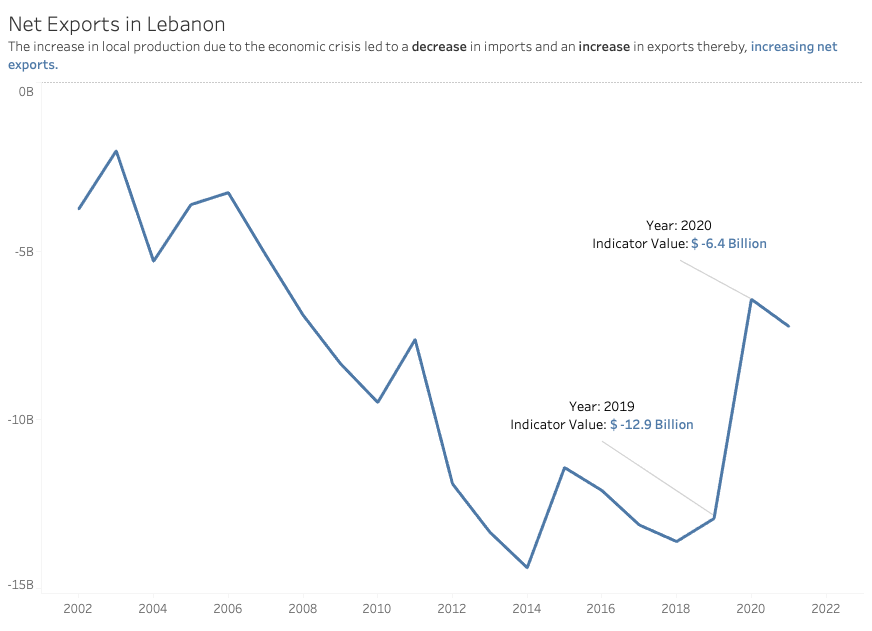 Net Exports in Lebanon
The increase in local production due to the economic crisis led to a decrease in imports and an increase in exports thereby, increasing net
exports.
0B
-5B
-10B
-15B
Year: 2020
Indicator Value: $ -6.4 Billion
Year: 2019
Indicator Value: $ -12.9 Billion
2002 2004 2006 2008 2010 2012 2014 2016 2018 2020 2022